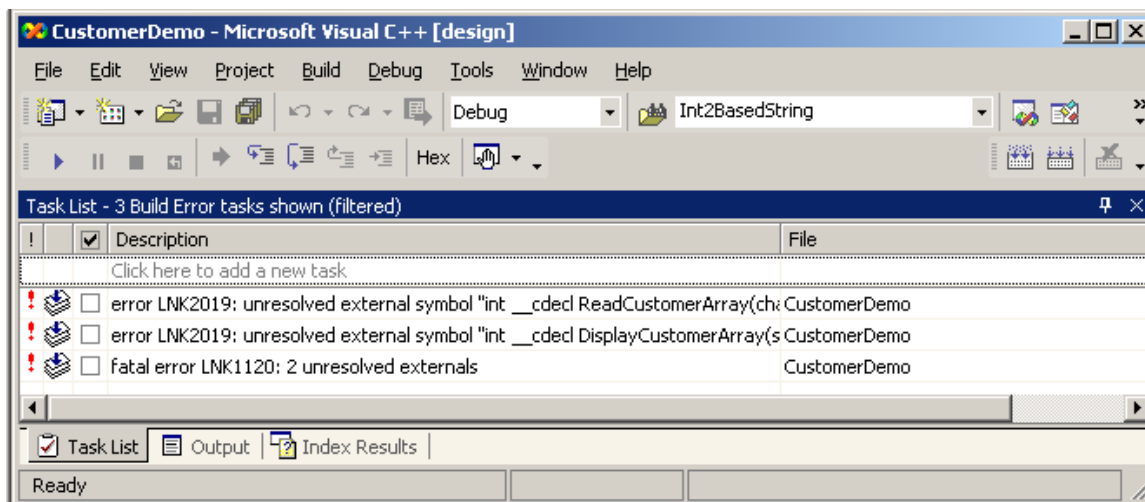 CustomerDemo - Microsoft Visual C++ [design]
File Edit View Project Build Debug Tools Window Help
Debug Int2BasedString
Hex
Task List - 3 Build Error tasks shown (filtered)
! Description File
Click here to add a new task
! error LNK2019: unresolved external symbol "int __cdecl ReadCustomerArray(cha CustomerDemo
! error LNK2019: unresolved external symbol "int __cdecl DisplayCustomerArray(s CustomerDemo
! fatal error LNK1120: 2 unresolved externals CustomerDemo
Task List Output Index Results
Ready